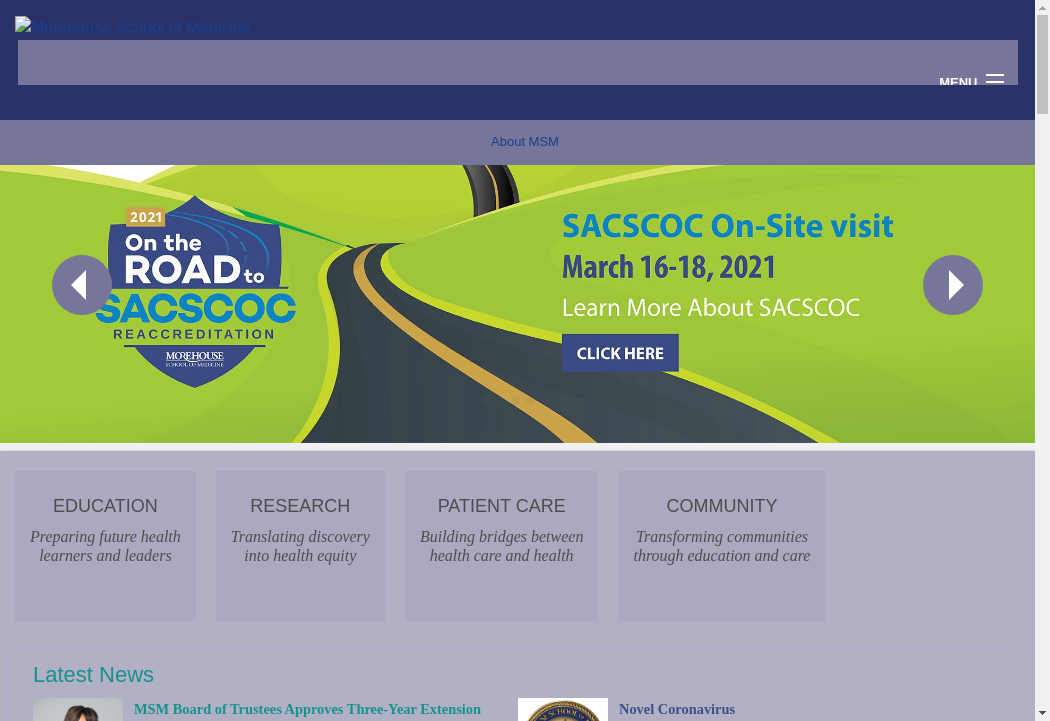 Morehouse School of Medicine
MENU
About MSM
2021
On the
ROAD to
SACSCOC
REACCREDITATION
MOREHOUSE
SCHOOL OF MEDICINE
SACSCOC On-Site visit
March 16-18, 2021
Learn More About SACSCOC
CLICK HERE
EDUCATION
Preparing future health
learners and leaders
RESEARCH
Translating discovery
into health equity
PATIENT CARE
Building bridges between
health care and health
COMMUNITY
Transforming communities
through education and care
Latest News
MSM Board of Trustees Approves Three-Year Extension
Novel Coronavirus